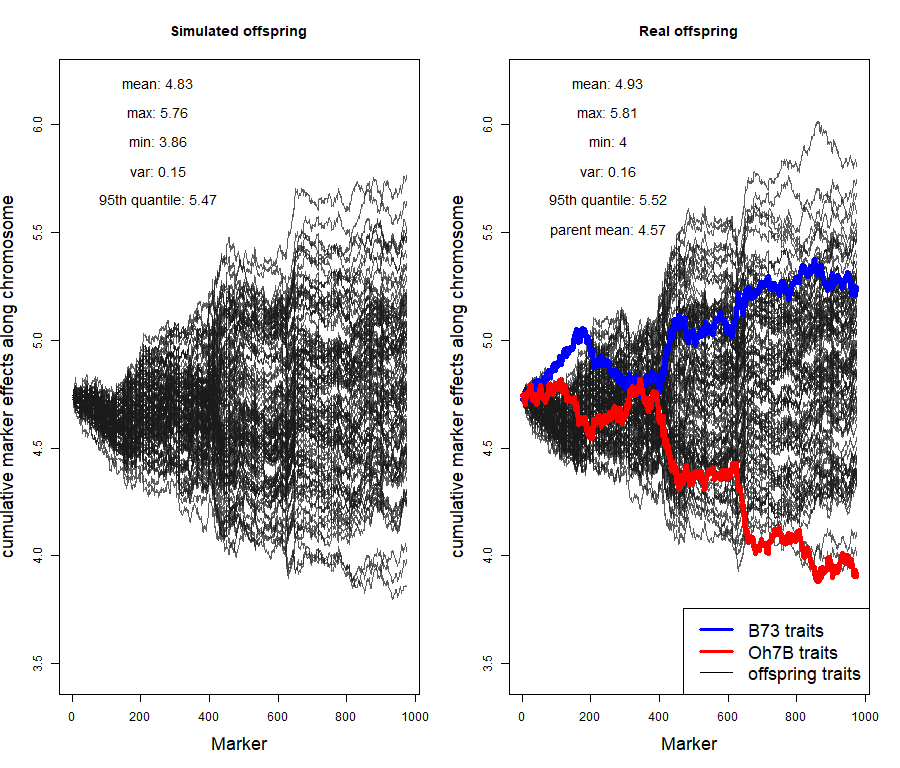 Simulated offspring
mean: 4.83
max: 5.76
min: 3.86
var: 0.15
95th quantile: 5.47
cumulative marker effects along chromosome
6.0
5.5
5.0
4.5
4.0
3.5
0 200 400 600 800 1000
Marker
Real offspring
mean: 4.93
max: 5.81
min: 4
var: 0.16
95th quantile: 5.52
parent mean: 4.57
cumulative marker effects along chromosome
6.0
5.5
5.0
4.5
4.0
3.5
B73 traits
Oh7B traits
offspring traits
0 200 400 600 800 1000
Marker